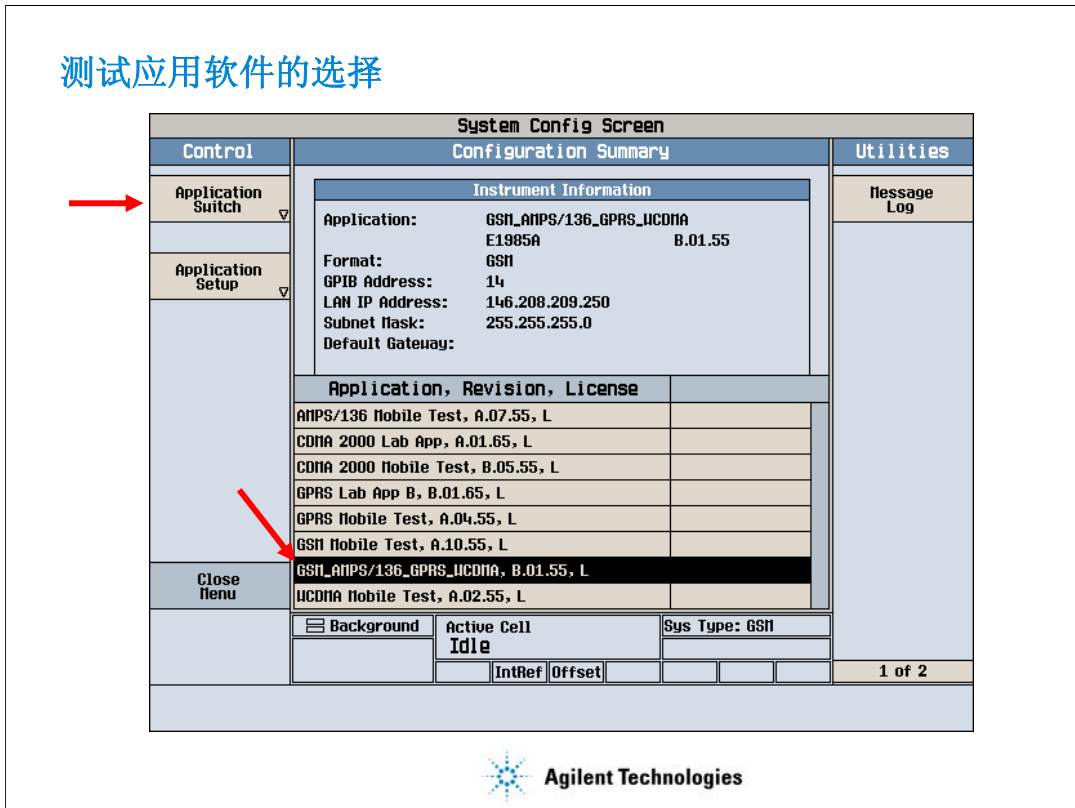 测试应用软件的选择
System Config Screen
Control
Configuration Summary
Utilities
Application
Switch
Application
Setup
Close
Menu
Instrument Information
Application: GSM_AMPS/136_GPRS_WCDMA
E1985A B.01.55
Format: GSM
GPIB Address: 14
LAN IP Address: 146.208.209.250
Subnet Mask: 255.255.255.0
Default Gateway:
Application, Revision, License
AMPS/136 Mobile Test, A.07.55, L
CDMA 2000 Lab App, A.01.65, L
CDMA 2000 Mobile Test, B.05.55, L
GPRS Lab App B, B.01.65, L
GPRS Mobile Test, A.04.55, L
GSM Mobile Test, A.10.55, L
GSM_AMPS/136_GPRS_WCDMA, B.01.55, L
WCDMA Mobile Test, A.02.55, L
Message
Log
Background
Active Cell
Idle
Sys Type: GSM
IntRef Offset
1 of 2
Agilent Technologies